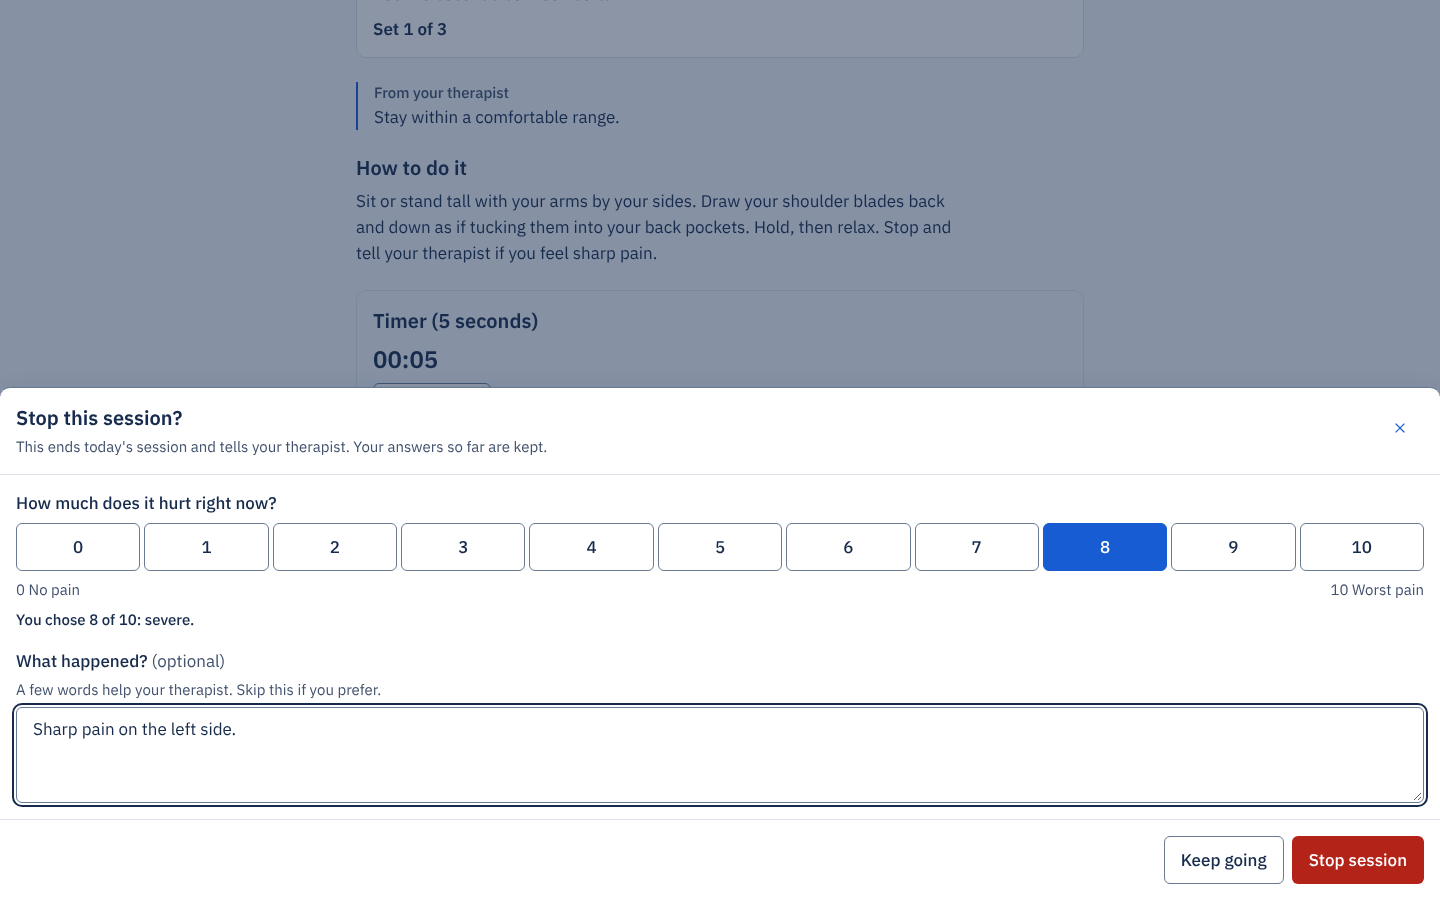 Set 1 of 3
From your therapist
Stay within a comfortable range.
How to do it
Sit or stand tall with your arms by your sides. Draw your shoulder blades back
and down as if tucking them into your back pockets. Hold, then relax. Stop and
tell your therapist if you feel sharp pain.
Timer (5 seconds)
00:05
Stop this session?
This ends today's session and tells your therapist. Your answers so far are kept.
How much does it hurt right now?
0 1 2 3 4 5 6 7 8 9 10
0 No pain 10 Worst pain
You chose 8 of 10: severe.
What happened? (optional)
A few words help your therapist. Skip this if you prefer.
Sharp pain on the left side.
Keep going Stop session